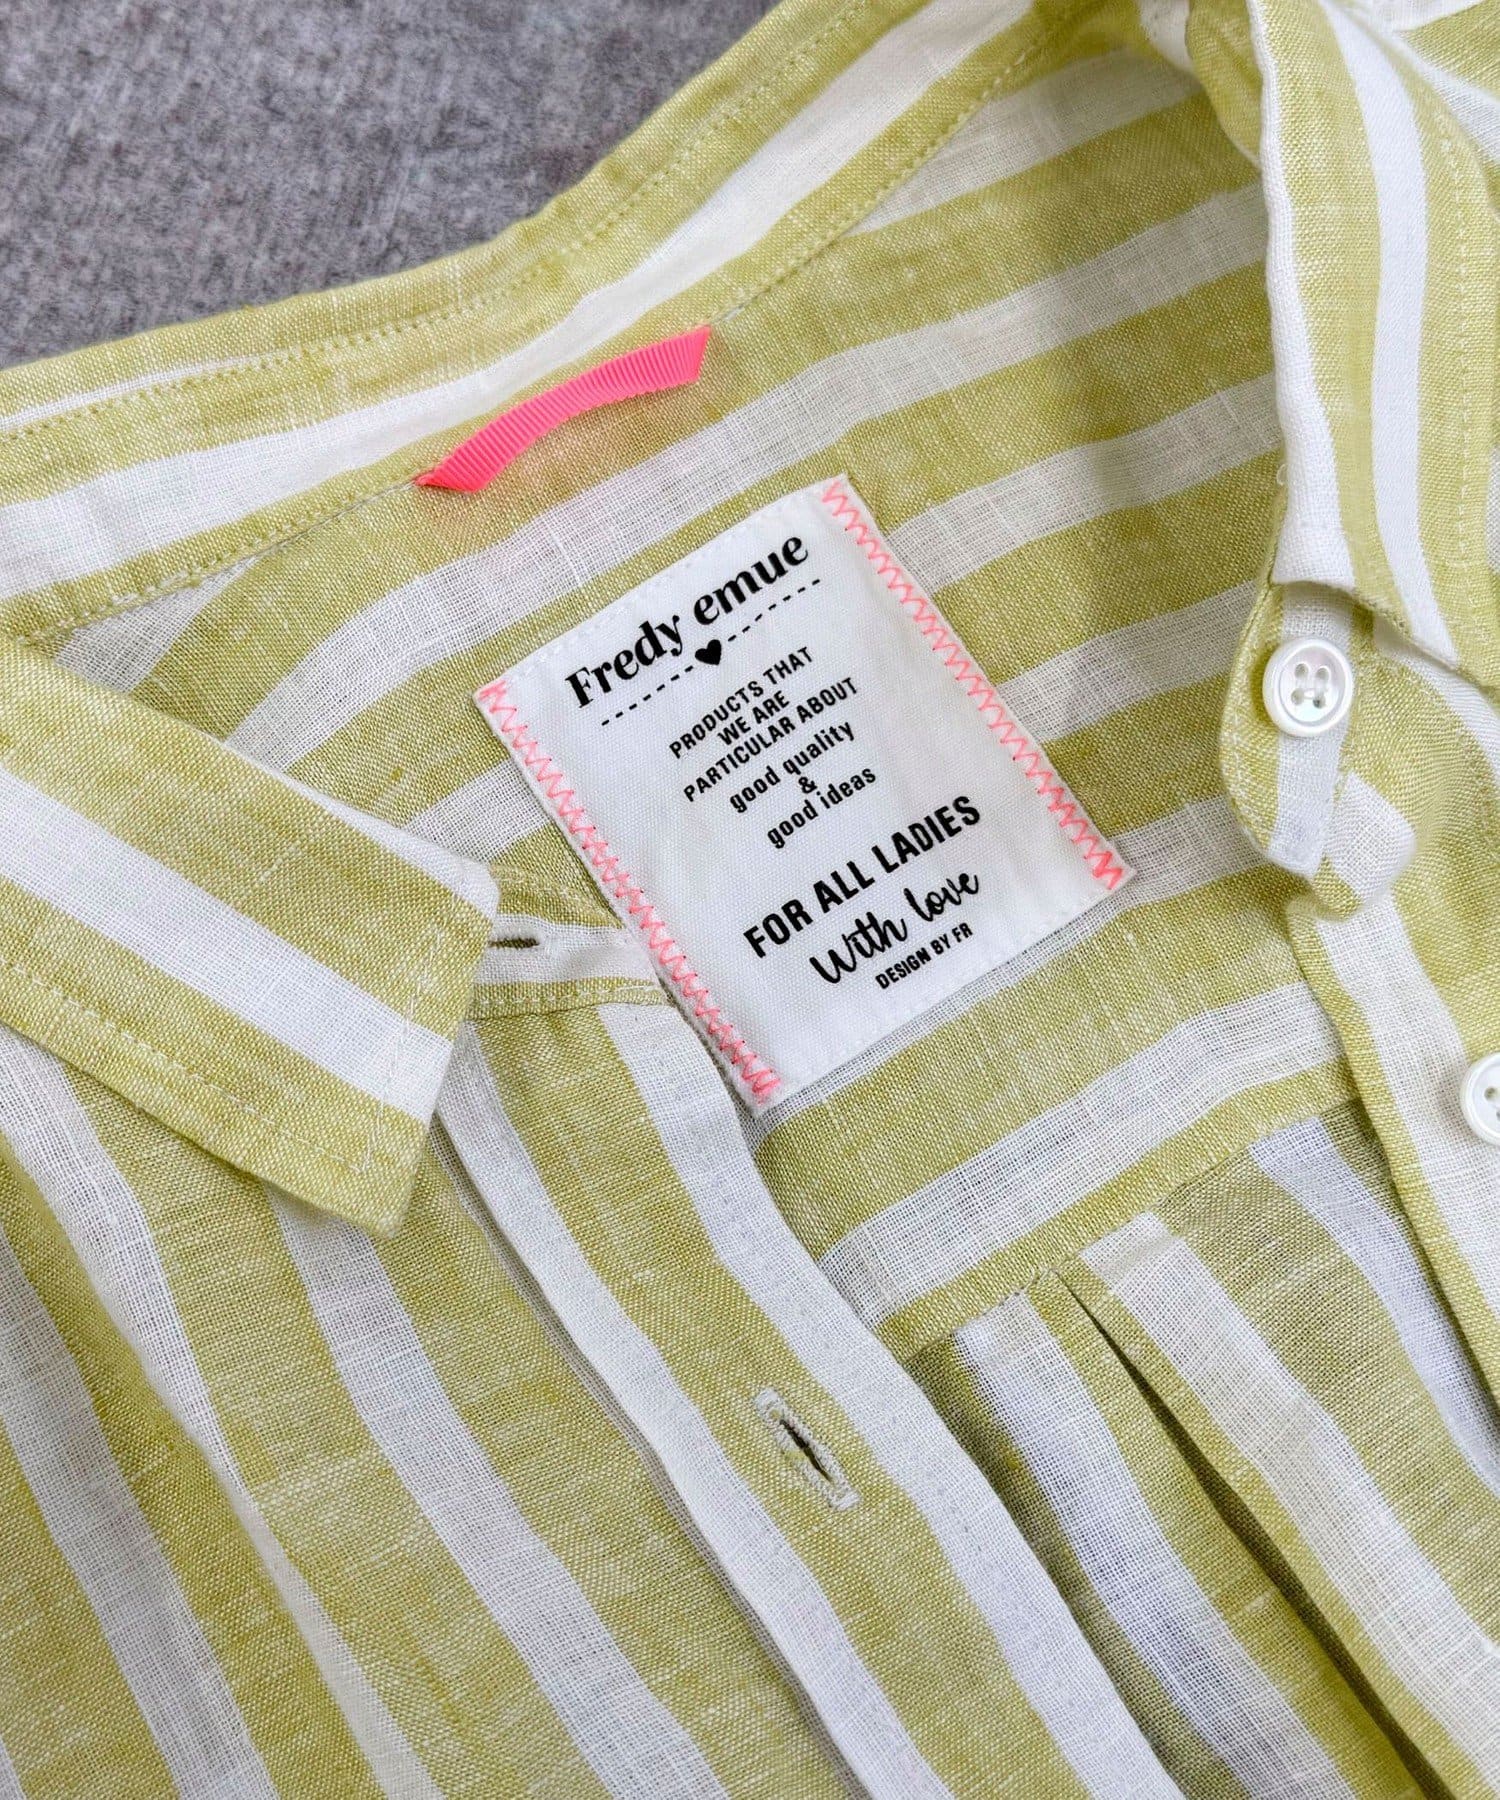 Fredy emue
PRODUCTS THAT
WE ARE
PARTICULAR ABOUT
good quality
&
good ideas
FOR ALL LADIES
With love
DESIGN BY FR